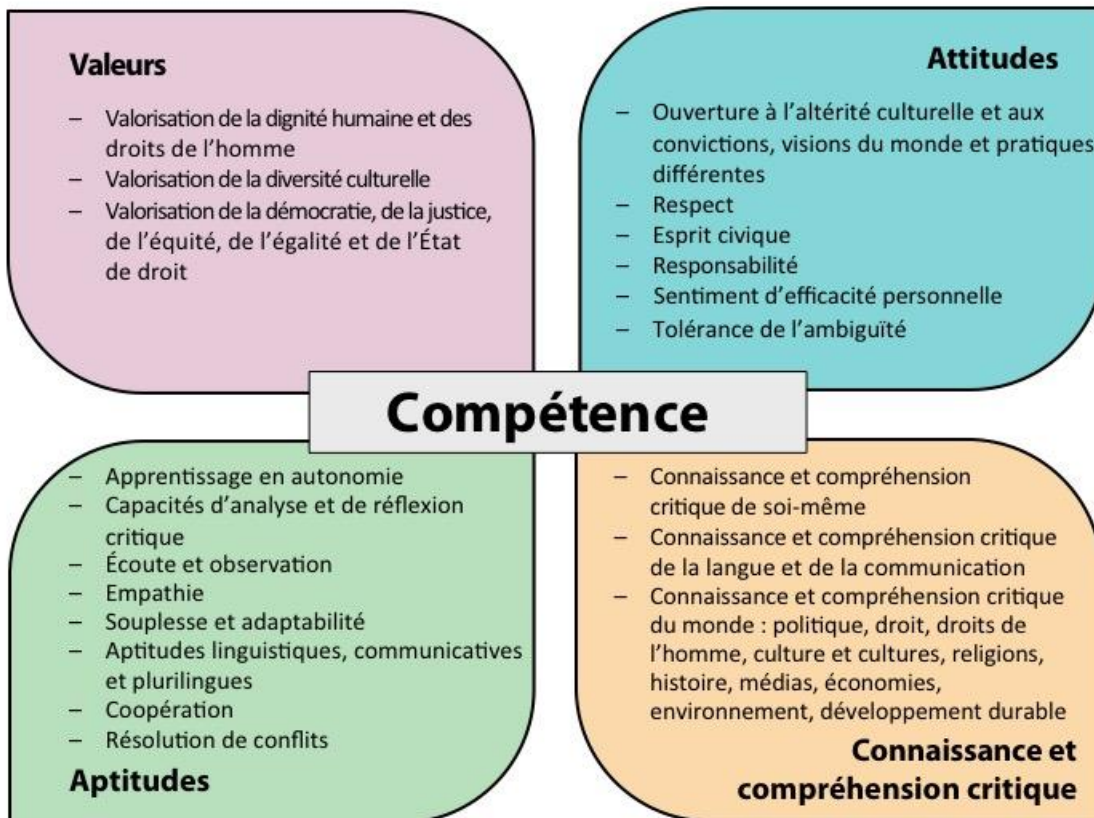 Valeurs
– Valorisation de la dignité humaine et des
droits de l’homme
– Valorisation de la diversité culturelle
– Valorisation de la démocratie, de la justice,
de l’équité, de l’égalité et de l’État
de droit
Attitudes
– Ouverture à l’altérité culturelle et aux
convictions, visions du monde et pratiques
différentes
– Respect
– Esprit civique
– Responsabilité
– Sentiment d’efficacité personnelle
– Tolérance de l’ambiguïté
Compétence
– Apprentissage en autonomie
– Capacités d’analyse et de réflexion
critique
– Écoute et observation
– Empathie
– Souplesse et adaptabilité
– Aptitudes linguistiques, communicatives
et plurilingues
– Coopération
– Résolution de conflits
Aptitudes
– Connaissance et compréhension
critique de soi-même
– Connaissance et compréhension critique
de la langue et de la communication
– Connaissance et compréhension critique
du monde : politique, droit, droits de
l’homme, culture et cultures, religions,
histoire, médias, économies,
environnement, développement durable
Connaissance et
compréhension critique